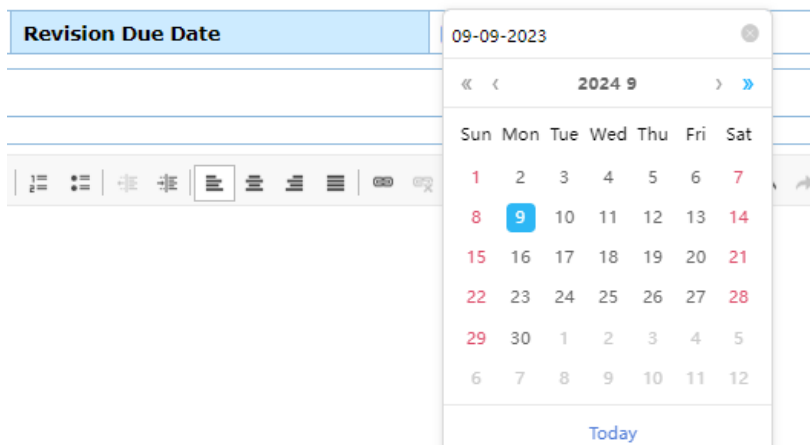 Revision Due Date
09-09-2023
2024 9
Sun Mon Tue Wed Thu Fri Sat
1 2 3 4 5 6 7
8 9 10 11 12 13 14
15 16 17 18 19 20 21
22 23 24 25 26 27 28
29 30 1 2 3 4 5
6 7 8 9 10 11 12
Today